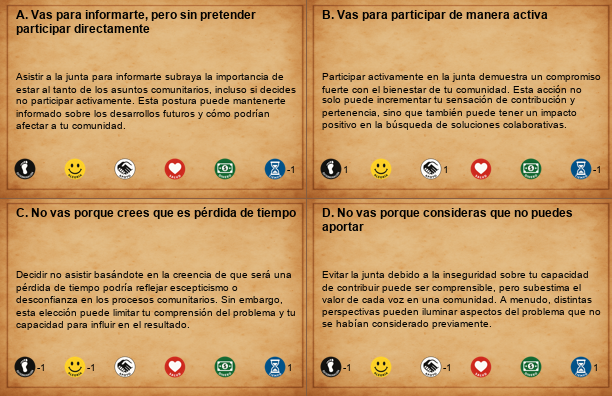 A. Vas para informarte, pero sin pretender
participar directamente
Asistir a la junta para informarte subraya la importancia de
estar al tanto de los asuntos comunitarios, incluso si decides
no participar activamente. Esta postura puede mantenerte
informado sobre los desarrollos futuros y cómo podrían
afectar a tu comunidad.
-1
B. Vas para participar de manera activa
Participar activamente en la junta demuestra un compromiso
fuerte con el bienestar de tu comunidad. Esta acción no
solo puede incrementar tu sensación de contribución y
pertenencia, sino que también puede tener un impacto
positivo en la búsqueda de soluciones colaborativas.
1 1 -1
C. No vas porque crees que es pérdida de tiempo
Decidir no asistir basándote en la creencia de que será una
pérdida de tiempo podría reflejar escepticismo o
desconfianza en los procesos comunitarios. Sin embargo,
esta elección puede limitar tu comprensión del problema y tu
capacidad para influir en el resultado.
-1 -1 1
D. No vas porque consideras que no puedes
aportar
Evitar la junta debido a la inseguridad sobre tu capacidad
de contribuir puede ser comprensible, pero subestima el
valor de cada voz en una comunidad. A menudo, distintas
perspectivas pueden iluminar aspectos del problema que no
se habían considerado previamente.
-1 -1 1